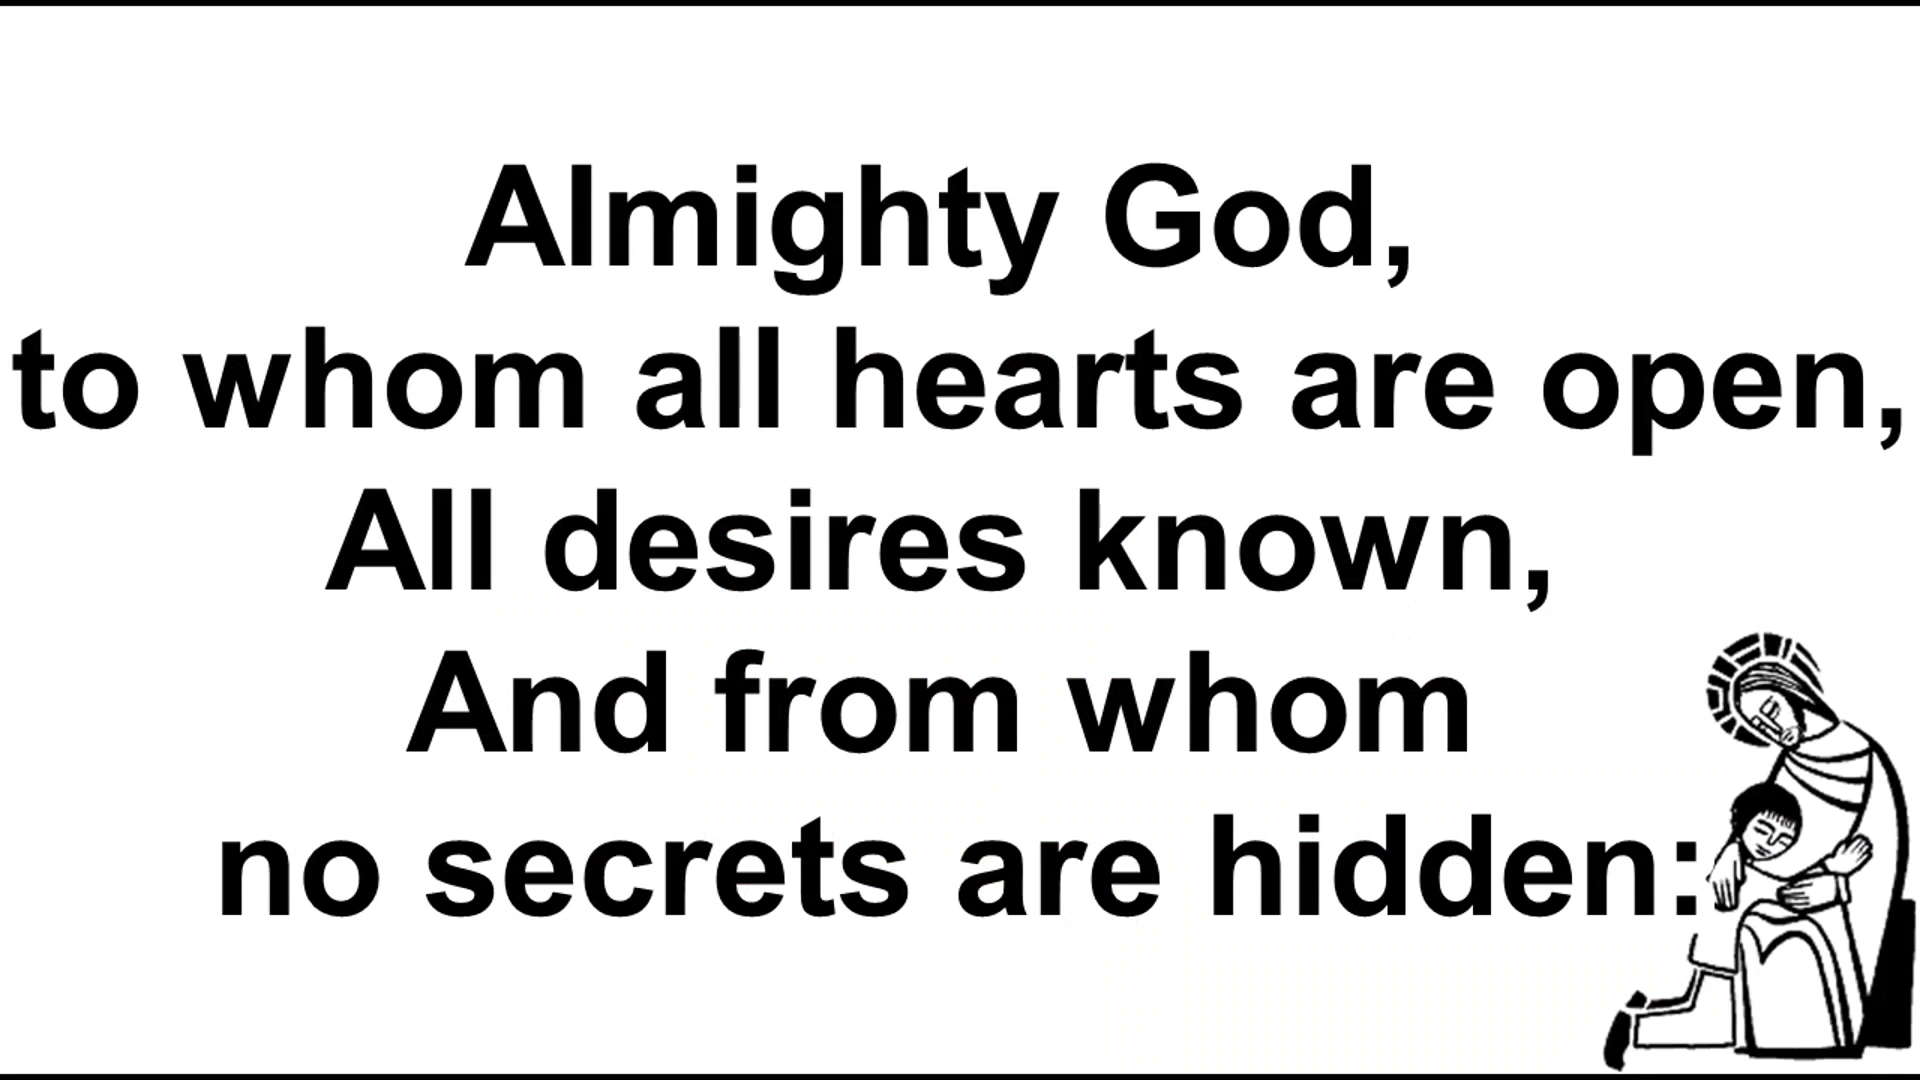 Almighty God,
to whom all hearts are open,
All desires known,
And from whom
no secrets are hidden: